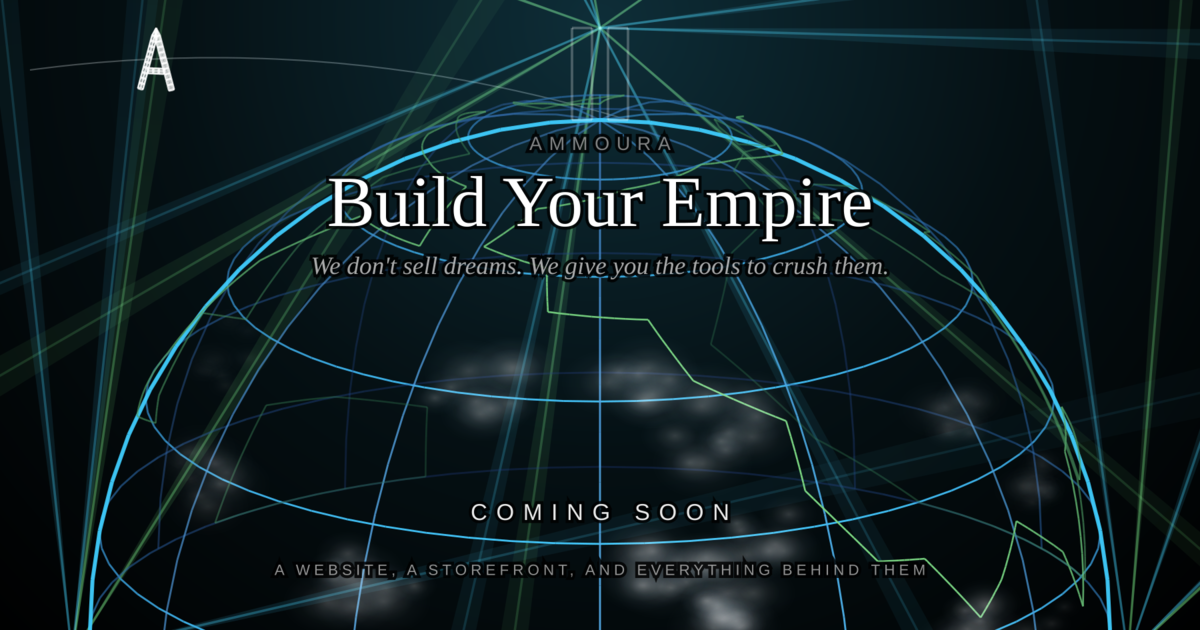 A
AMMOURA
Build Your Empire
We don't sell dreams. We give you the tools to crush them.
COMING SOON
A WEBSITE, A STOREFRONT, AND EVERYTHING BEHIND THEM